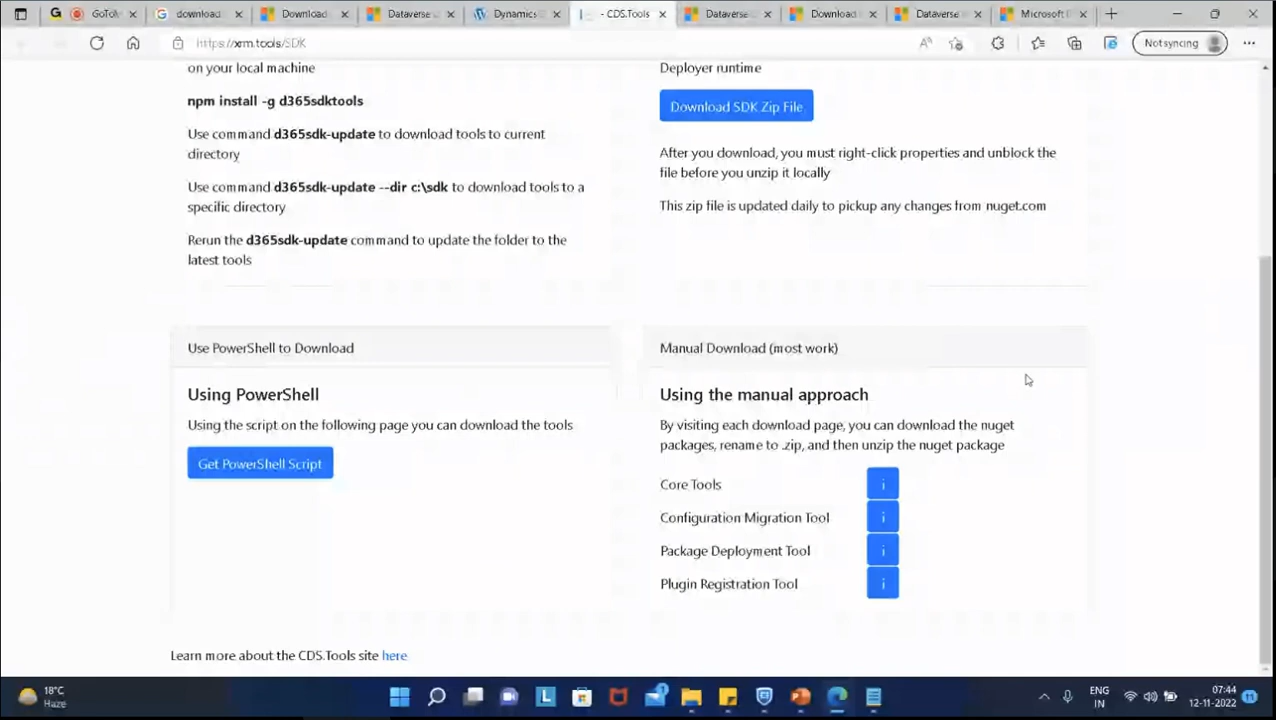 GoToW
download
Download
Dataverse
Dynamics
- CDS.Tools
Dataverse
Download
Dataverse
Microsoft D
https://xrm.tools/SDK
Not syncing
on your local machine
npm install -g d365sdktools
Use command d365sdk-update to download tools to current
directory
Use command d365sdk-update --dir c:\sdk to download tools to a
specific directory
Rerun the d365sdk-update command to update the folder to the
latest tools
Deployer runtime
Download SDK Zip File
After you download, you must right-click properties and unblock the
file before you unzip it locally
This zip file is updated daily to pickup any changes from nuget.com
Use PowerShell to Download
Using PowerShell
Using the script on the following page you can download the tools
Get PowerShell Script
Manual Download (most work)
Using the manual approach
By visiting each download page, you can download the nuget
packages, rename to .zip, and then unzip the nuget package
Core Tools i
Configuration Migration Tool i
Package Deployment Tool i
Plugin Registration Tool i
Learn more about the CDS.Tools site here
18°C
Haze
ENG
IN
07:44
12-11-2022